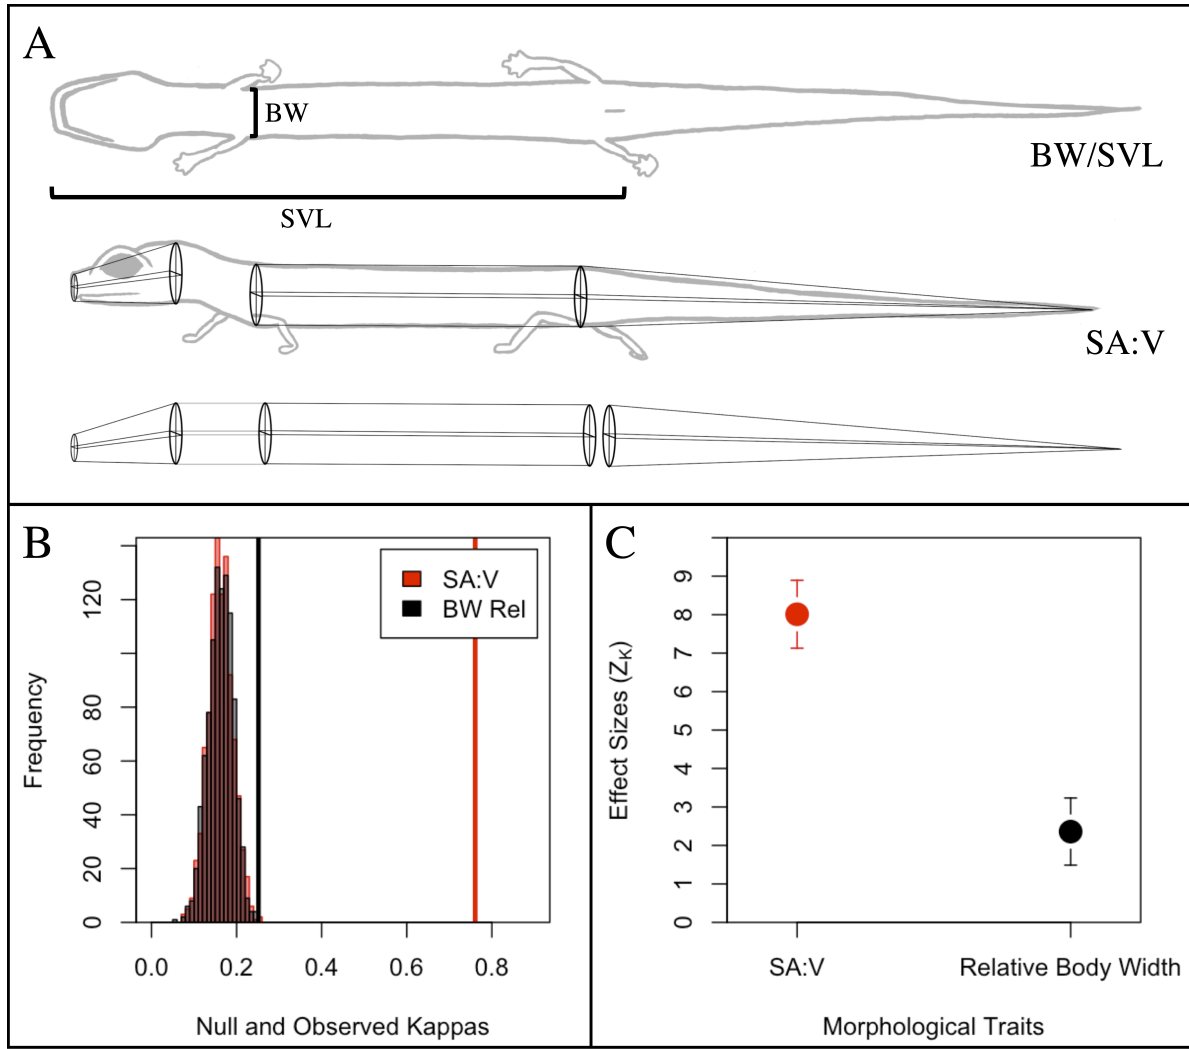 A
BW
BW/SVL
SVL
SA:V
B
SA:V
BW Rel
Frequency
0
20
40
60
80
120
0.0 0.2 0.4 0.6 0.8
Null and Observed Kappas
C
Effect Sizes (ZK)
0
1
2
3
4
5
6
7
8
9
SA:V Relative Body Width
Morphological Traits